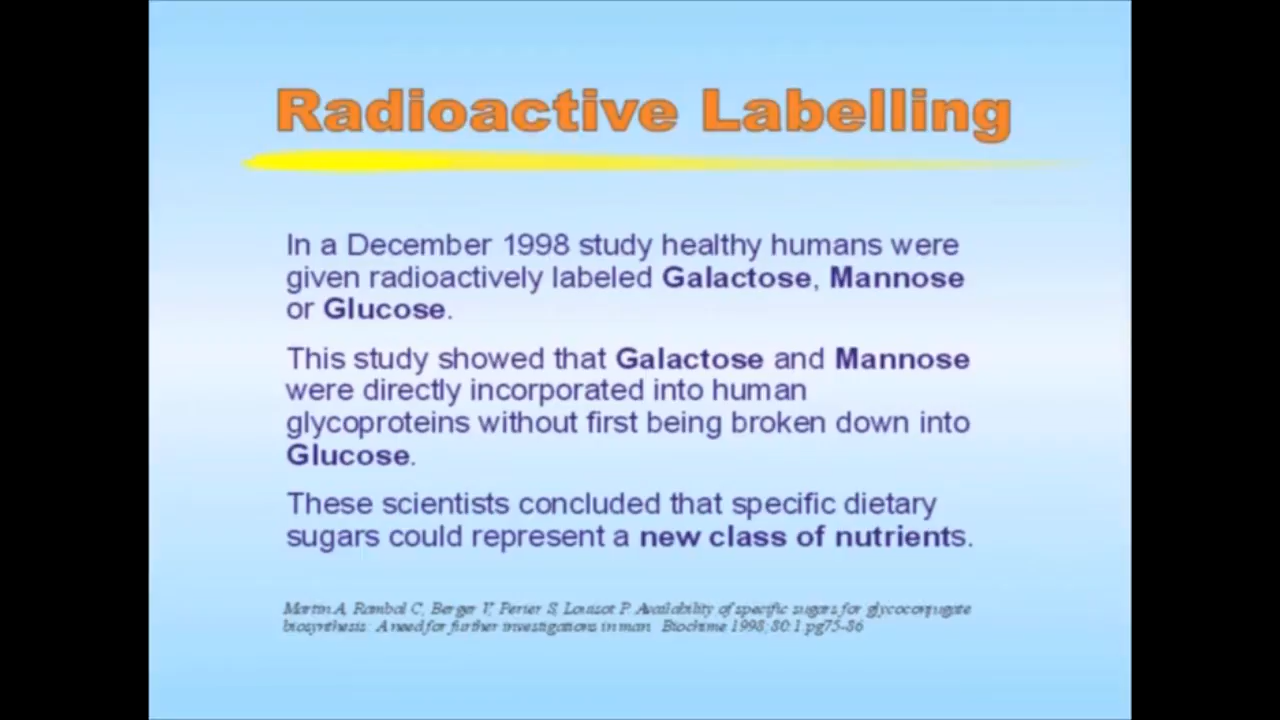 Radioactive Labelling
In a December 1998 study healthy humans were
given radioactively labeled Galactose, Mannose
or Glucose.
This study showed that Galactose and Mannose
were directly incorporated into human
glycoproteins without first being broken down into
Glucose.
These scientists concluded that specific dietary
sugars could represent a new class of nutrients.
Martin A, Rambal C, Berger V, Perier S, Louisot P. Availability of specific sugars for glycoconjugate
biosynthesis: A need for further investigations in man Biochime 1998; 80:1 pg75-86